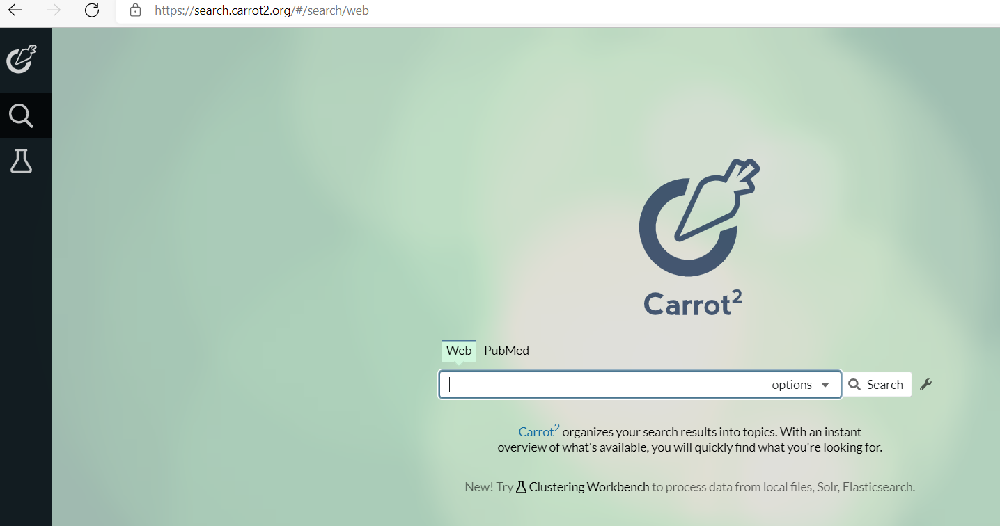 https://search.carrot2.org/#/search/web
Carrot²
Web PubMed
options Search
Carrot² organizes your search results into topics. With an instant
overview of what's available, you will quickly find what you're looking for.
New! Try Clustering Workbench to process data from local files, Solr, Elasticsearch.